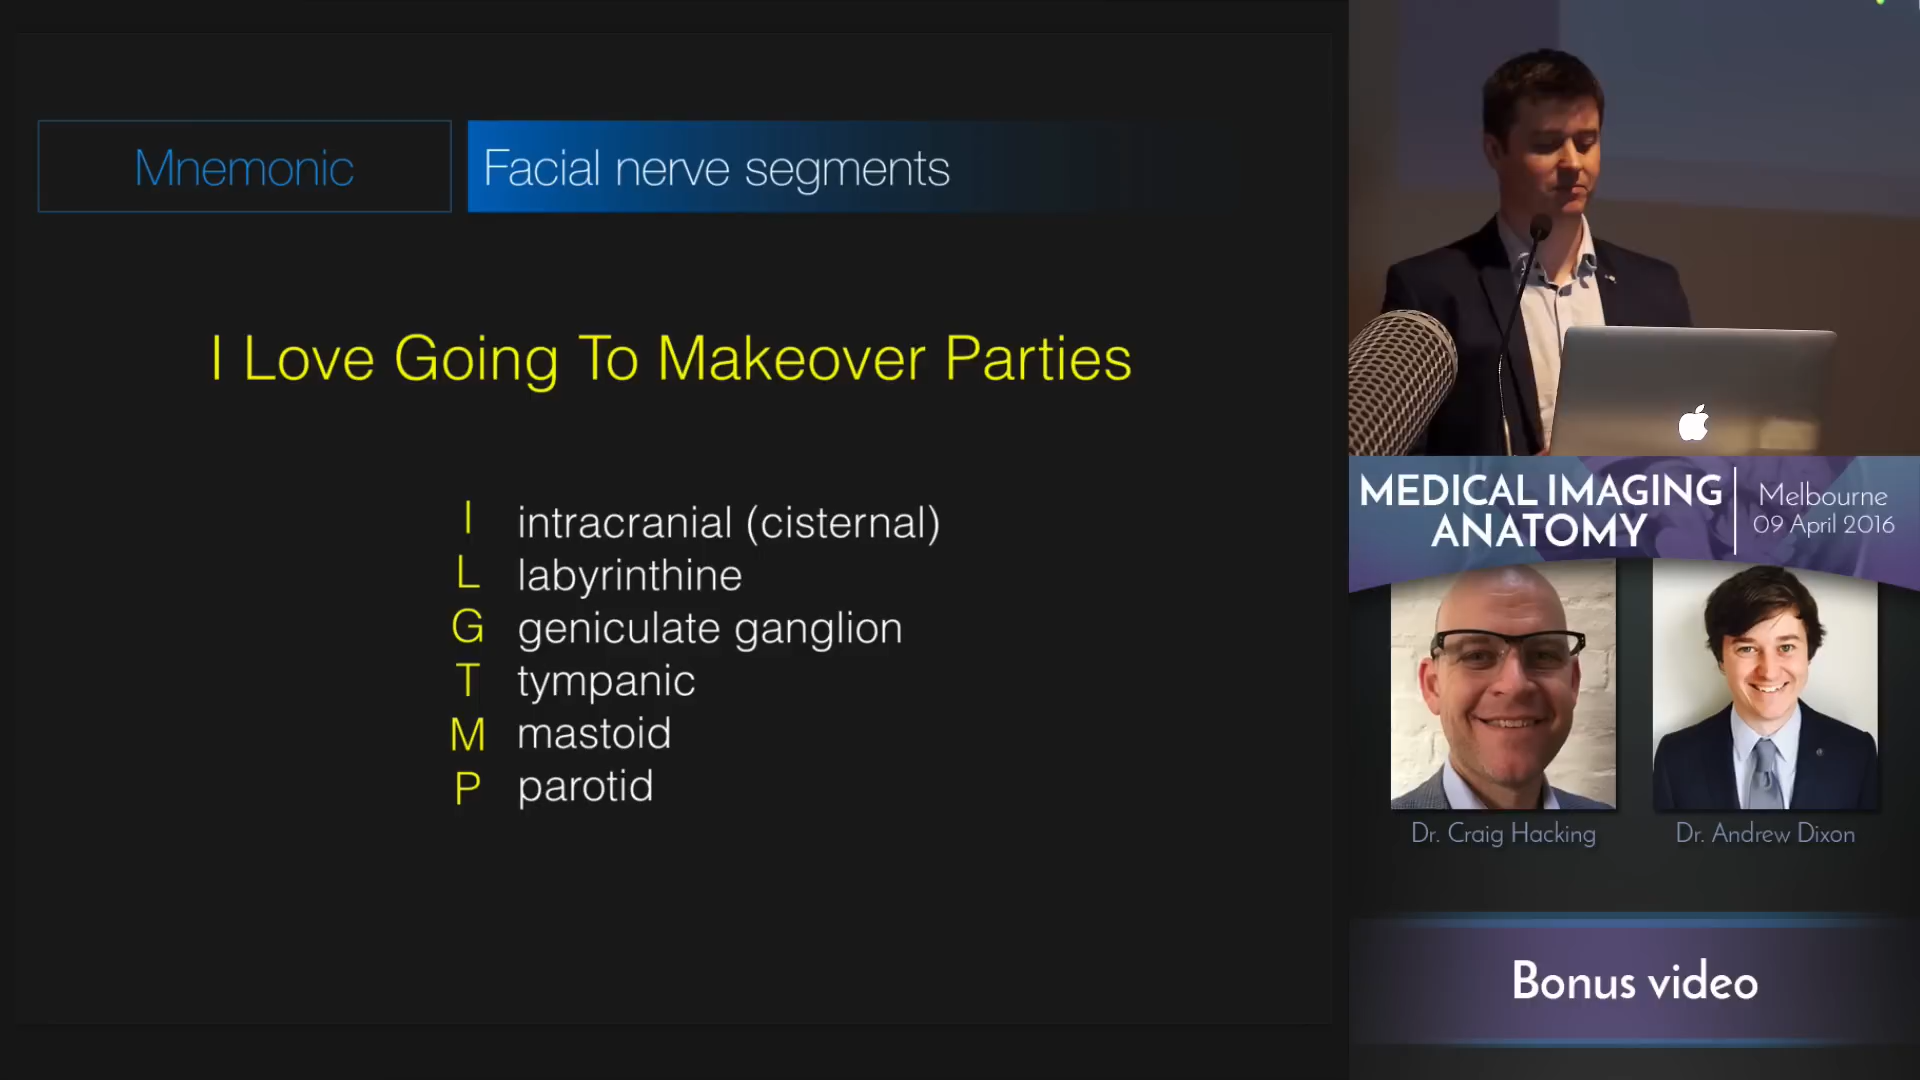 Mnemonic
Facial nerve segments
I Love Going To Makeover Parties
I intracranial (cisternal)
L labyrinthine
G geniculate ganglion
T tympanic
M mastoid
P parotid
MEDICAL IMAGING
ANATOMY
Melbourne
09 April 2016
Dr. Craig Hacking
Dr. Andrew Dixon
Bonus video